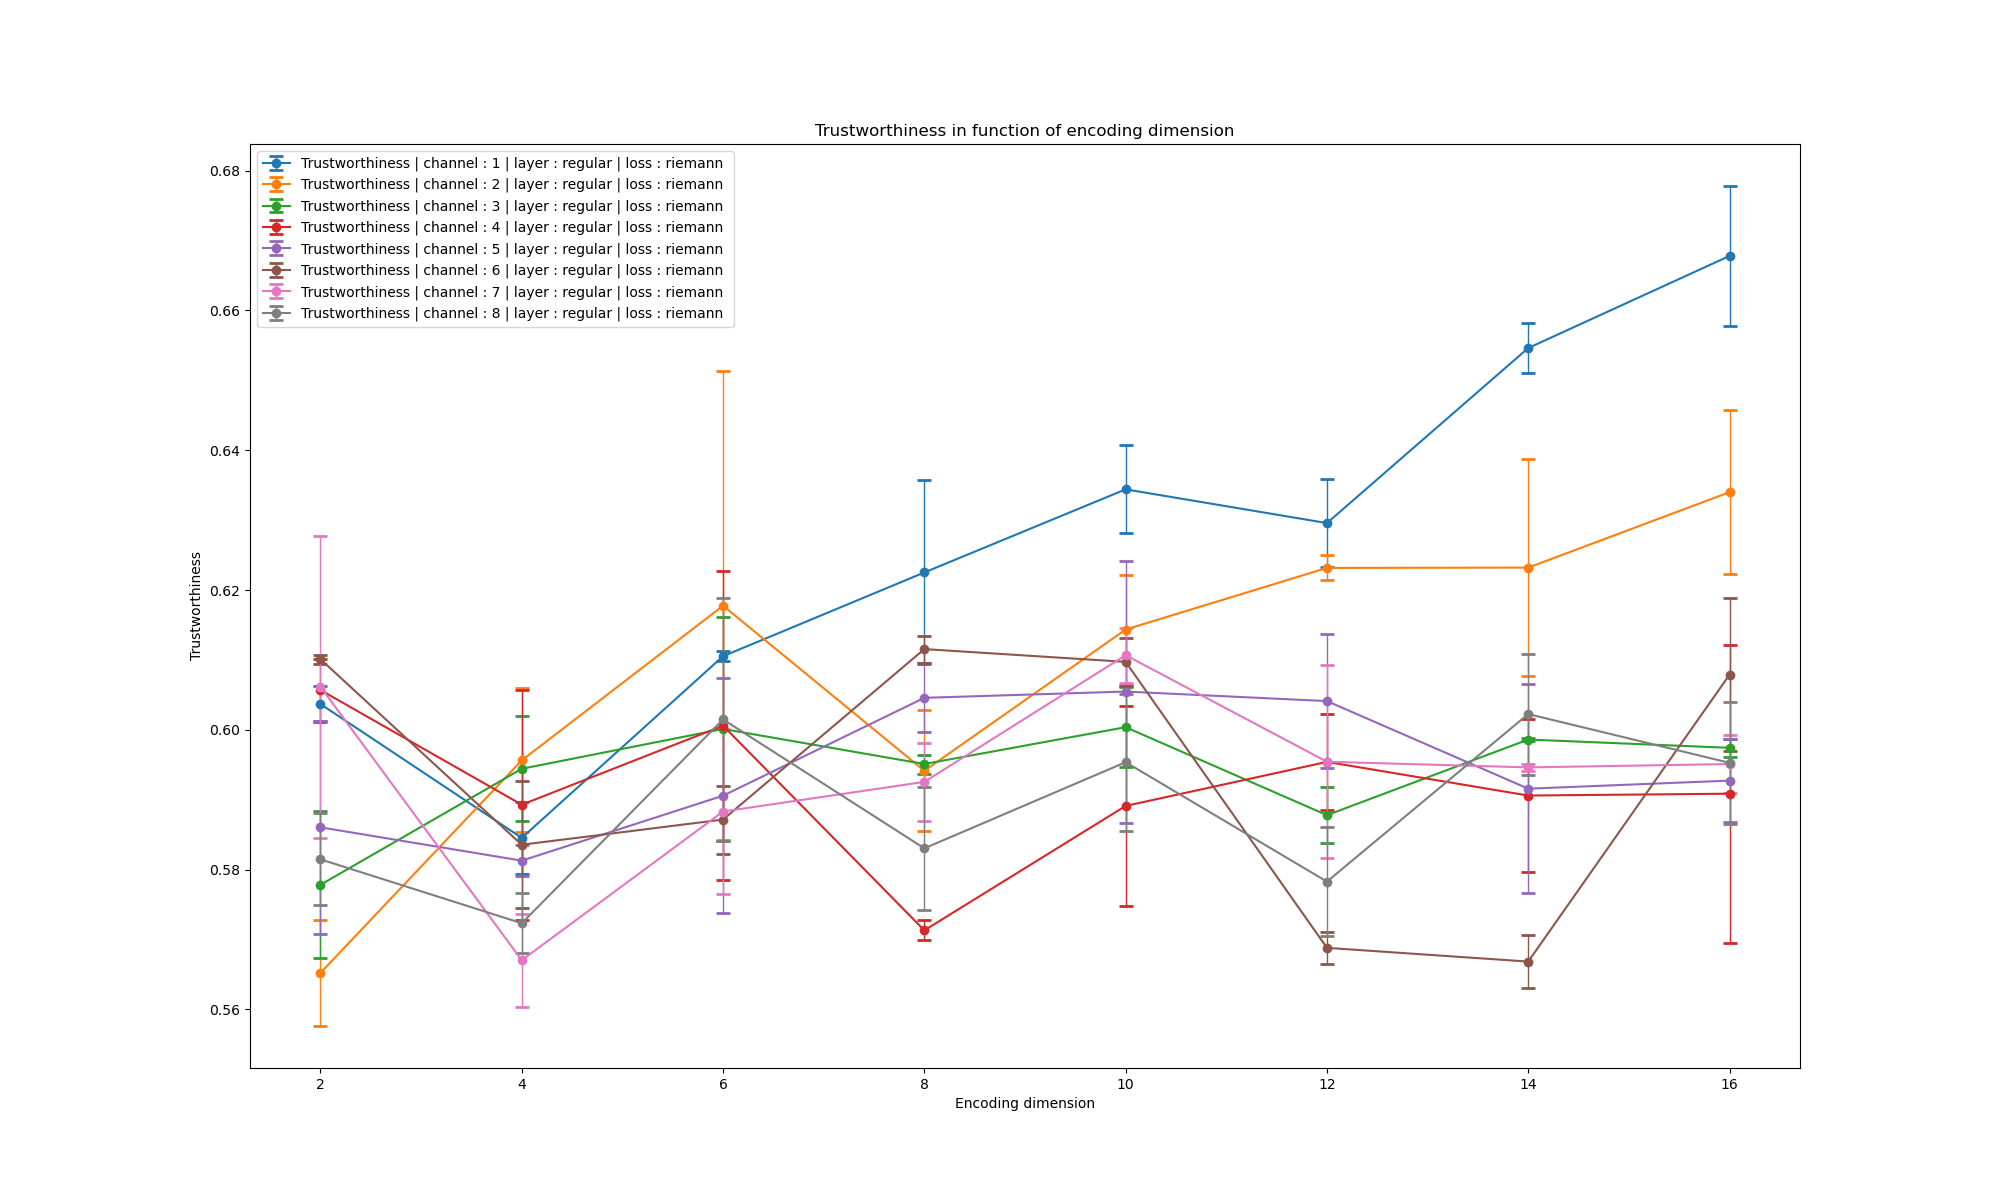 Trustworthiness in function of encoding dimension
Trustworthiness | channel : 1 | layer : regular | loss : riemann
Trustworthiness | channel : 2 | layer : regular | loss : riemann
Trustworthiness | channel : 3 | layer : regular | loss : riemann
Trustworthiness | channel : 4 | layer : regular | loss : riemann
Trustworthiness | channel : 5 | layer : regular | loss : riemann
Trustworthiness | channel : 6 | layer : regular | loss : riemann
Trustworthiness | channel : 7 | layer : regular | loss : riemann
Trustworthiness | channel : 8 | layer : regular | loss : riemann
0.68
0.66
0.64
0.62
0.60
0.58
0.56
Trustworthiness
2 4 6 8 10 12 14 16
Encoding dimension